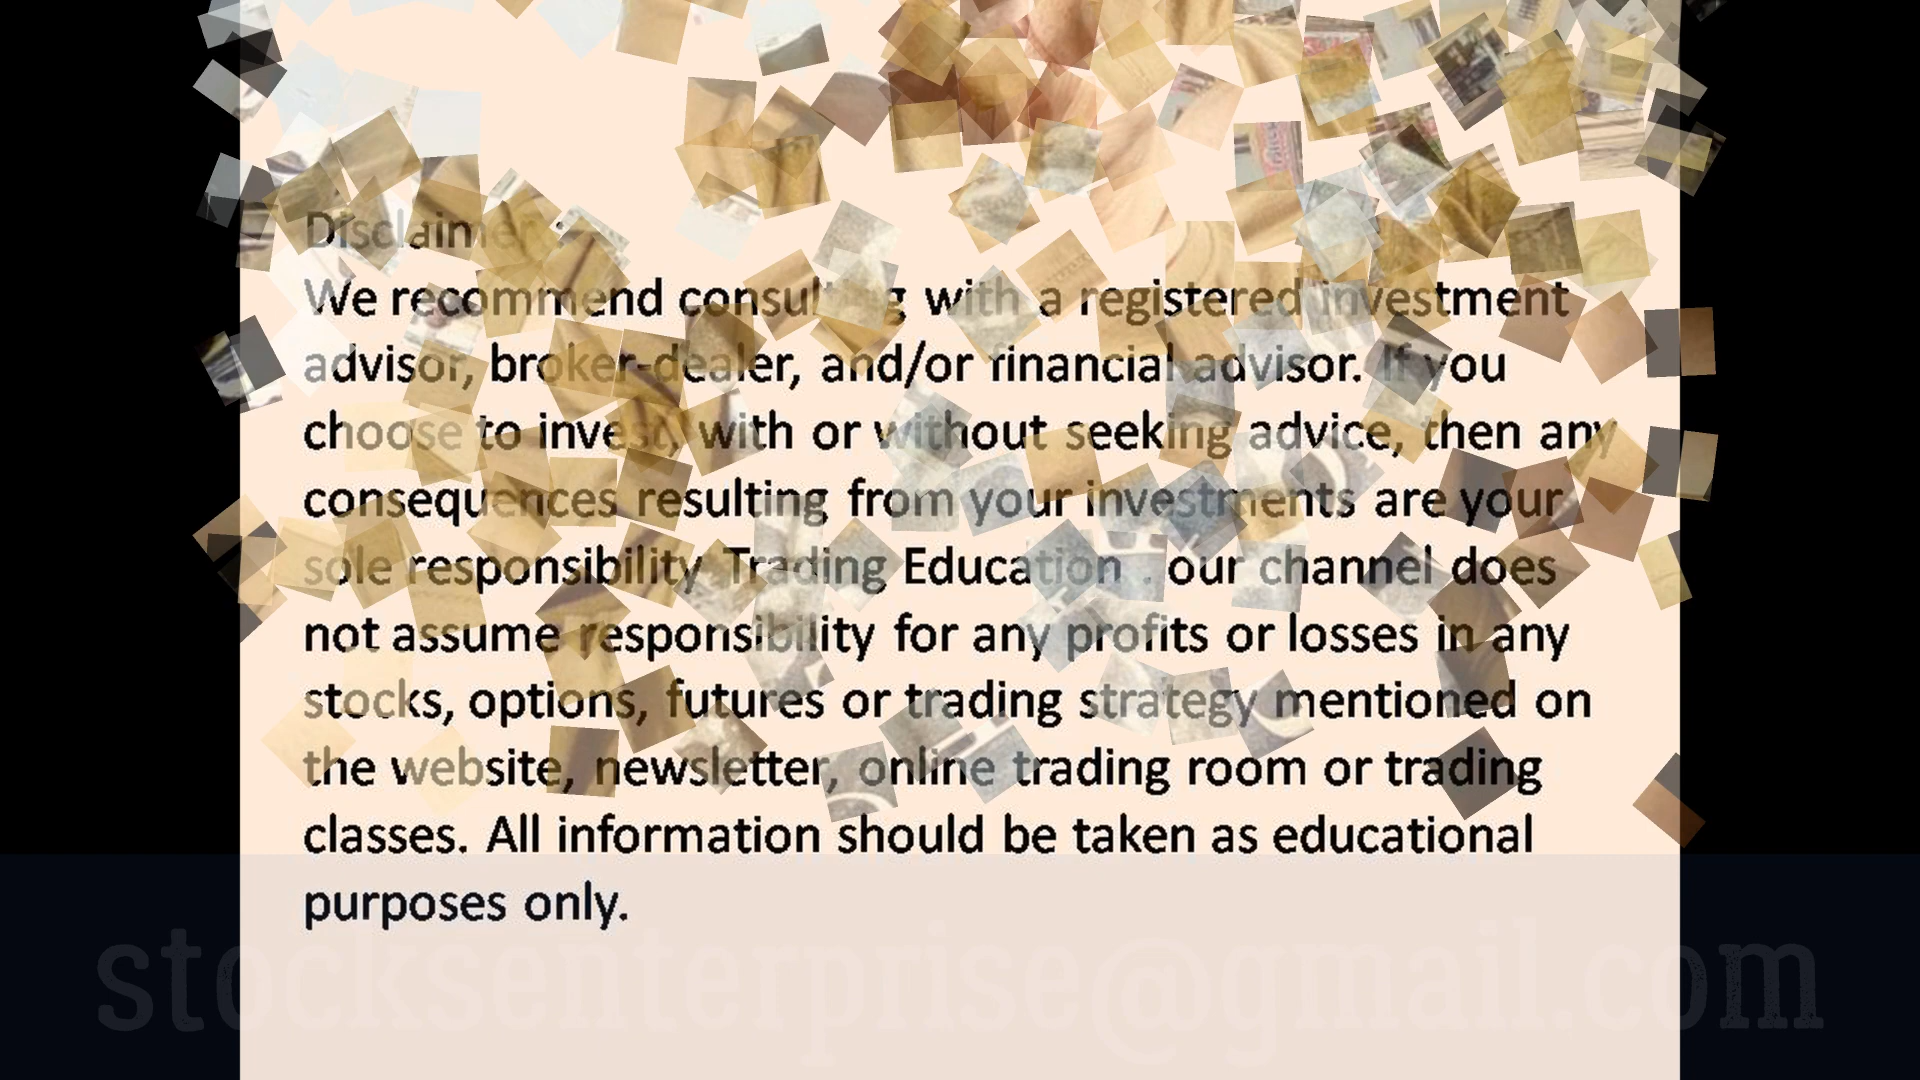 Disclaimer
We recommend consulting with a registered investment
advisor, broker-dealer, and/or financial advisor. If you
choose to invest, with or without seeking advice, then any
consequences resulting from your investments are your
sole responsibility Trading Education . our channel does
not assume responsibility for any profits or losses in any
stocks, options, futures or trading strategy mentioned on
the website, newsletter, online trading room or trading
classes. All information should be taken as educational
purposes only.
stocksenterprise@gmail.com